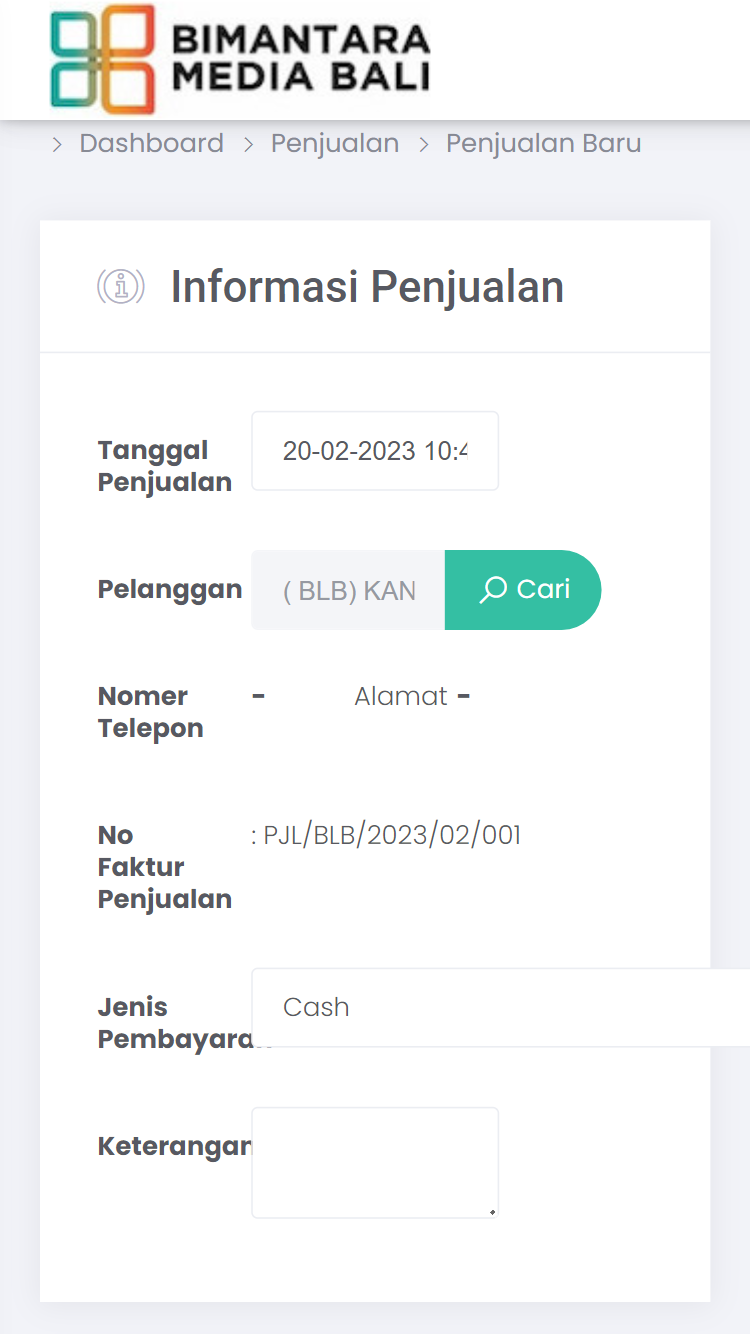 BIMANTARA
MEDIA BALI
> Dashboard > Penjualan > Penjualan Baru
Informasi Penjualan
Tanggal
Penjualan
20-02-2023 10:4
Pelanggan
( BLB) KAN
Cari
Nomer
Telepon
-
Alamat -
No
Faktur
Penjualan
: PJL/BLB/2023/02/001
Jenis
Pembayaran
Cash
Keterangan